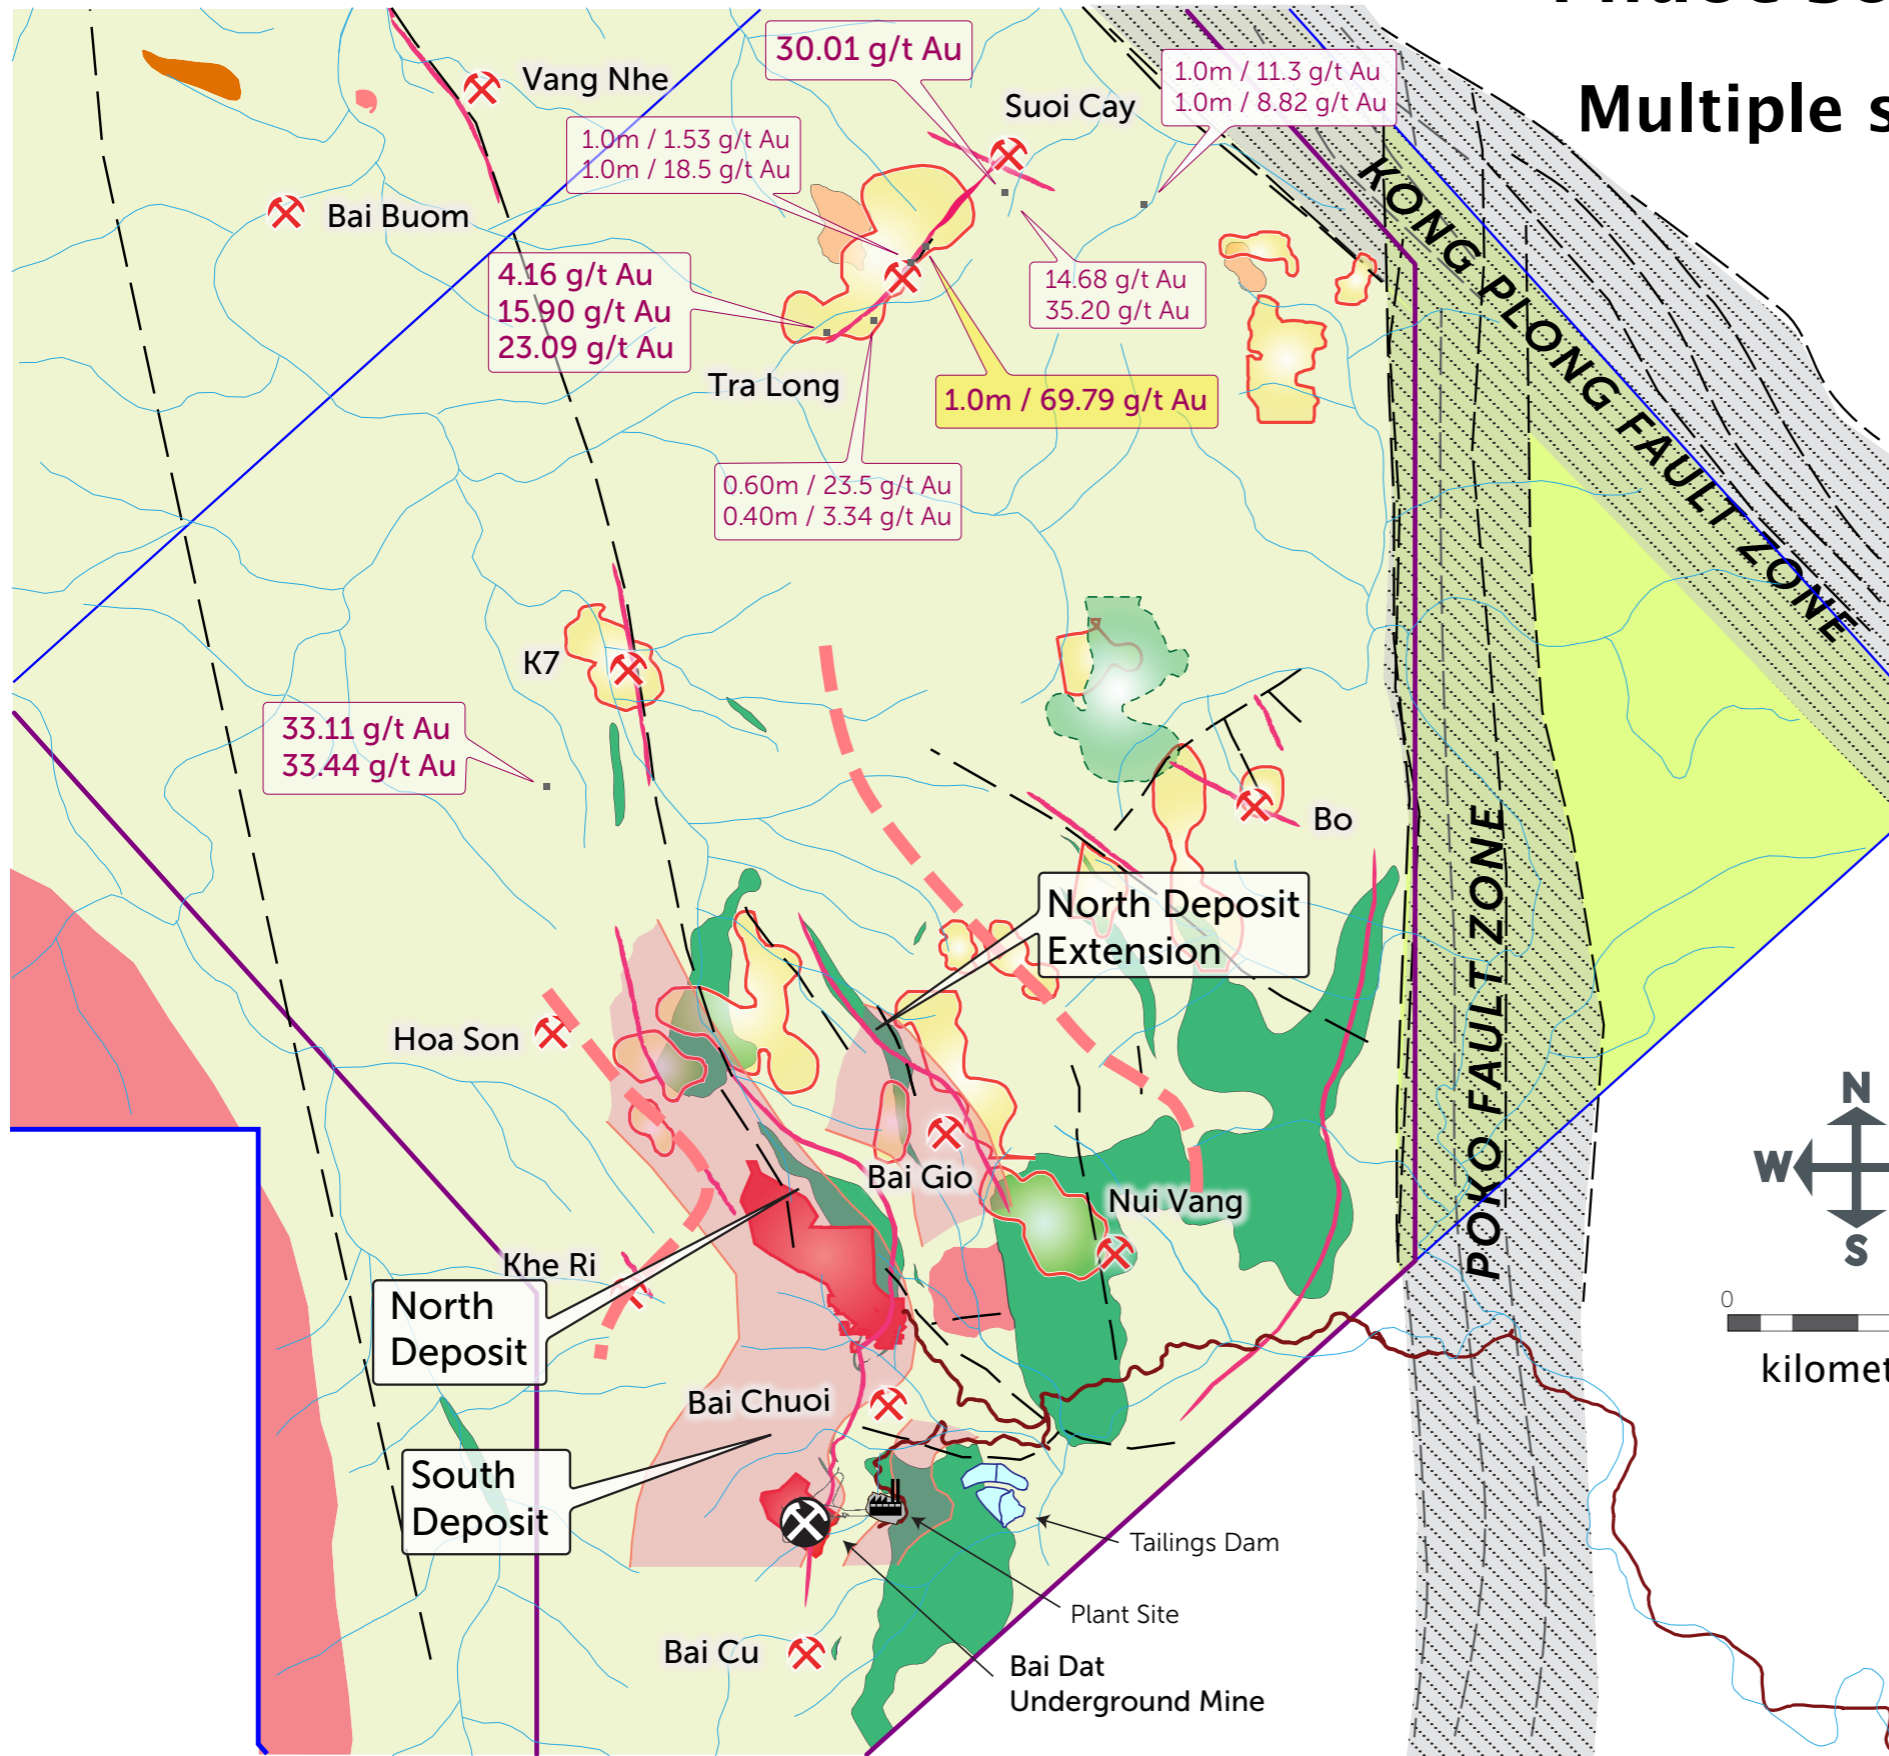 Multiple s
30.01 g/t Au
1.0m / 11.3 g/t Au
1.0m / 8.82 g/t Au
Vang Nhe
Suoi Cay
1.0m / 1.53 g/t Au
1.0m / 18.5 g/t Au
Bai Buom
KONG PLONG FAULT ZONE
4.16 g/t Au
15.90 g/t Au
23.09 g/t Au
14.68 g/t Au
35.20 g/t Au
Tra Long
1.0m / 69.79 g/t Au
0.60m / 23.5 g/t Au
0.40m / 3.34 g/t Au
K7
33.11 g/t Au
33.44 g/t Au
Bo
POKO FAULT ZONE
North Deposit
Extension
Hoa Son
Bai Gio
Nui Vang
N
W
S
Khe Ri
North
Deposit
0
kilomet
Bai Chuoi
South
Deposit
Tailings Dam
Plant Site
Bai Cu
Bai Dat
Underground Mine